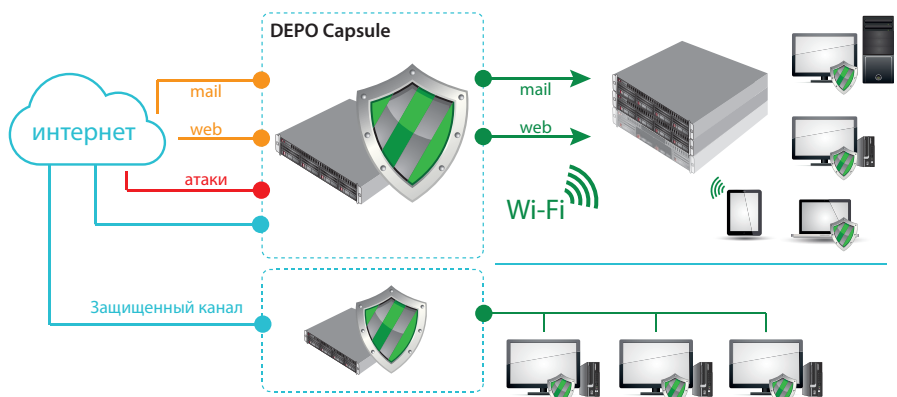 DEPO Capsule
mail
web
интернет
атаки
mail
web
Wi-Fi
Защищенный канал